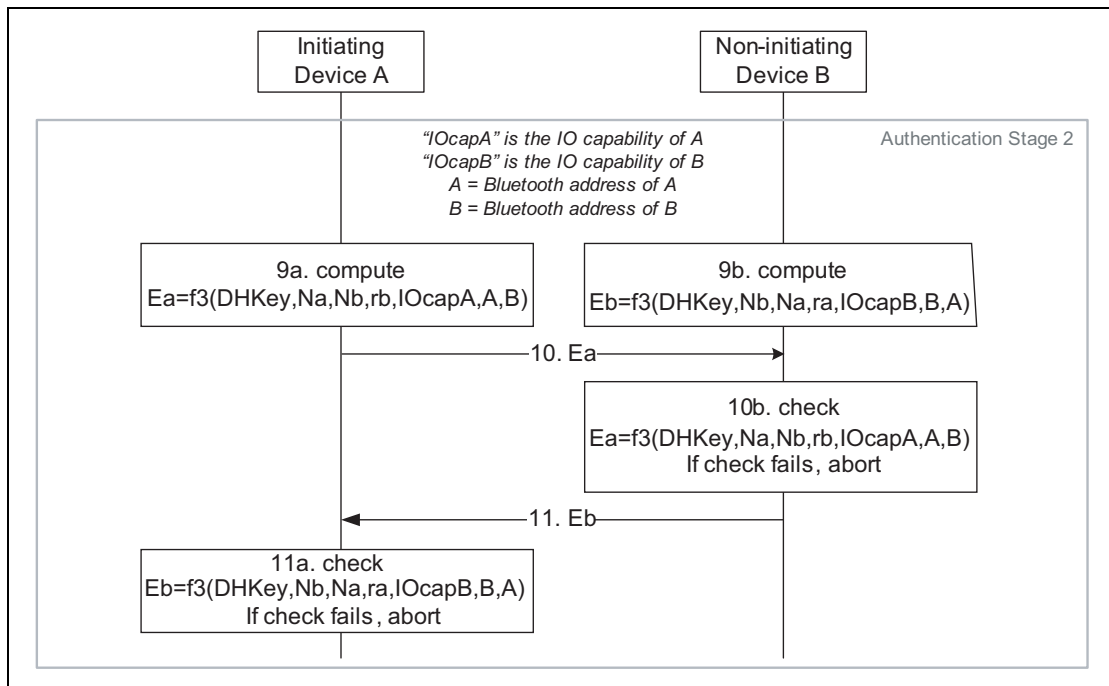 Initiating
Device A
Non-initiating
Device B
“IOcapA” is the IO capability of A
“IOcapB” is the IO capability of B
A = Bluetooth address of A
B = Bluetooth address of B
Authentication Stage 2
9a. compute
Ea=f3(DHKey,Na,Nb,rb,IOcapA,A,B)
9b. compute
Eb=f3(DHKey,Nb,Na,ra,IOcapB,B,A)
10. Ea
10b. check
Ea=f3(DHKey,Na,Nb,rb,IOcapA,A,B)
If check fails, abort
11. Eb
11a. check
Eb=f3(DHKey,Nb,Na,ra,IOcapB,B,A)
If check fails, abort